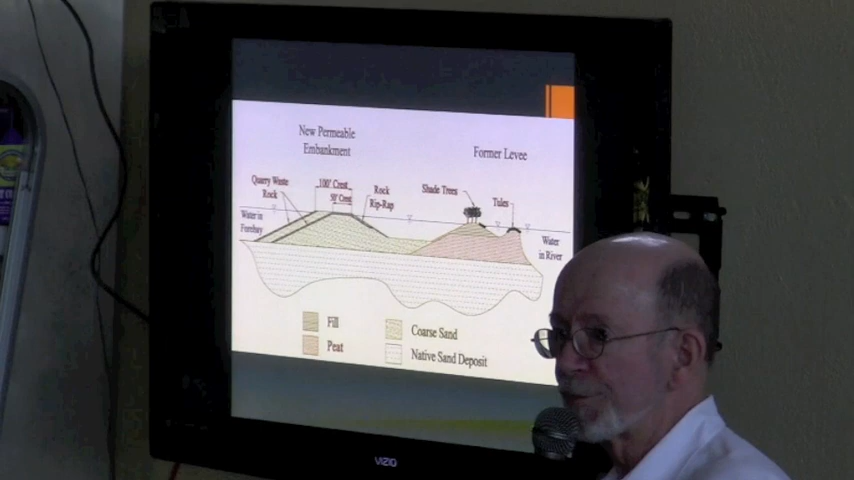 New Permeable
Embankment
Former Levee
Quarry Waste
Rock
100' Crest
50' Crest
Rock
Rip-Rap
Shade Trees
Tules
Water in
Forebay
Water
in River
Fill
Peat
Coarse Sand
Native Sand Deposit
VIZIO